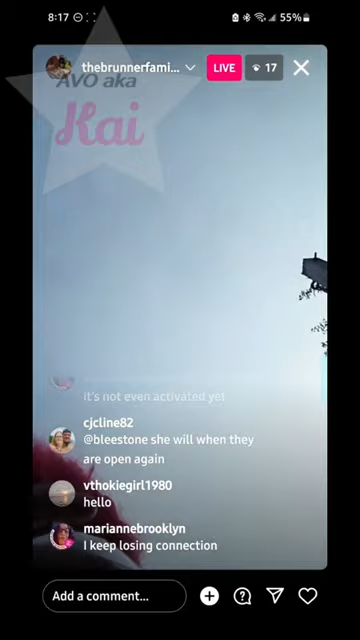 8:17
55%
thebrunnerfami...
LIVE
17
AVO aka
Kai
it's not even activated yet
cjcline82
@bleestone she will when they
are open again
vthokiegirl1980
hello
mariannebrooklyn
I keep losing connection
Add a comment...